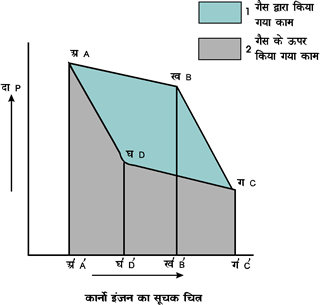 1 गैस द्वारा किया
गया काम
2 गैस के ऊपर
किया गया काम
अ A
ख B
दा P
घ D
ग C
अ' A'
घ' D'
ख' B'
ग' C'
कार्नो इंजन का सूचक चित्र